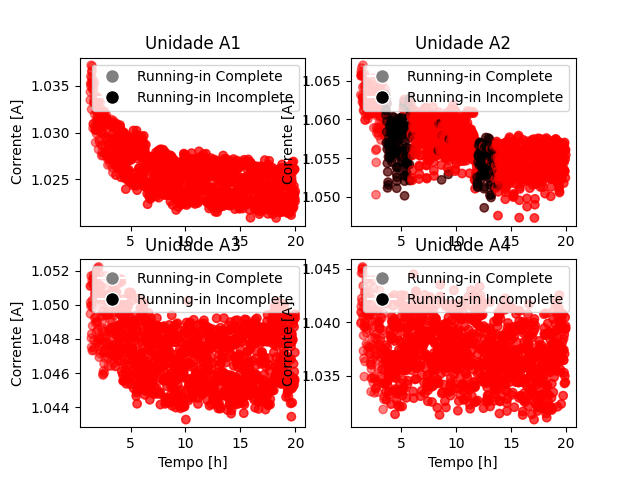 Unidade A1
Corrente [A]
1.035
1.030
1.025
5
10
15
20
Running-in Complete
Running-in Incomplete
Unidade A2
Corrente [A]
1.065
1.060
1.055
1.050
5
10
15
20
Running-in Complete
Running-in Incomplete
Unidade A3
Corrente [A]
1.052
1.050
1.048
1.046
1.044
5
10
15
20
Tempo [h]
Running-in Complete
Running-in Incomplete
Unidade A4
Corrente [A]
1.045
1.040
1.035
5
10
15
20
Tempo [h]
Running-in Complete
Running-in Incomplete